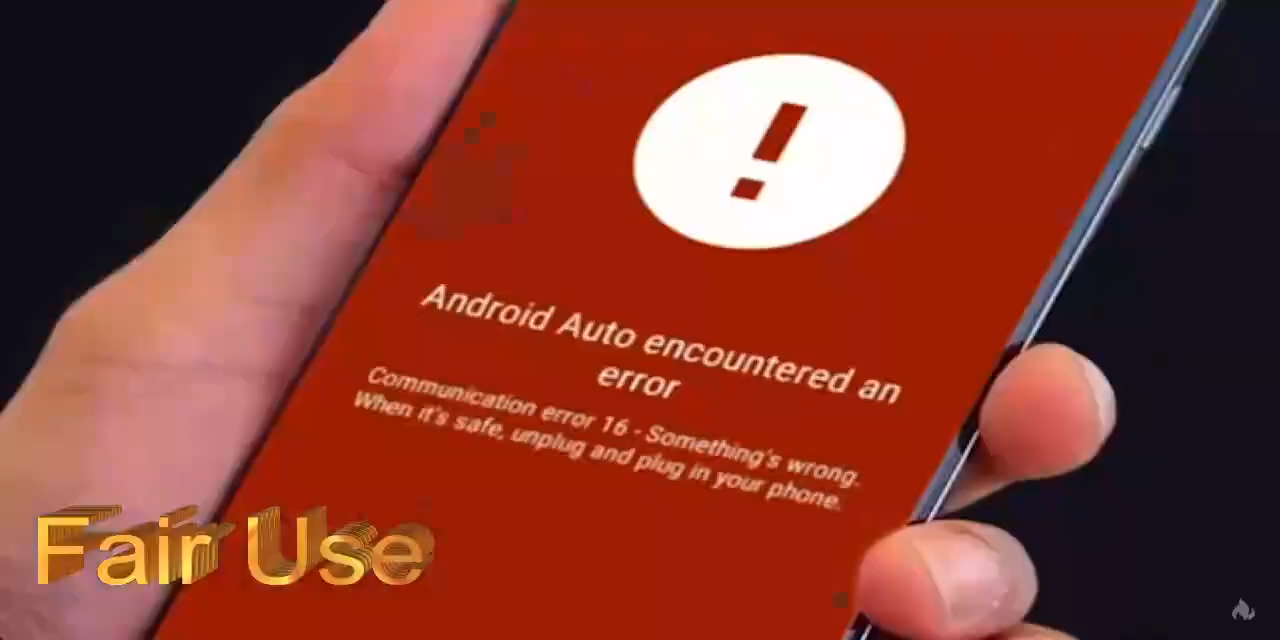 !
Android Auto encountered an
error
Communication error 16 - Something's wrong.
When it's safe, unplug and plug in your phone.
Fair Use